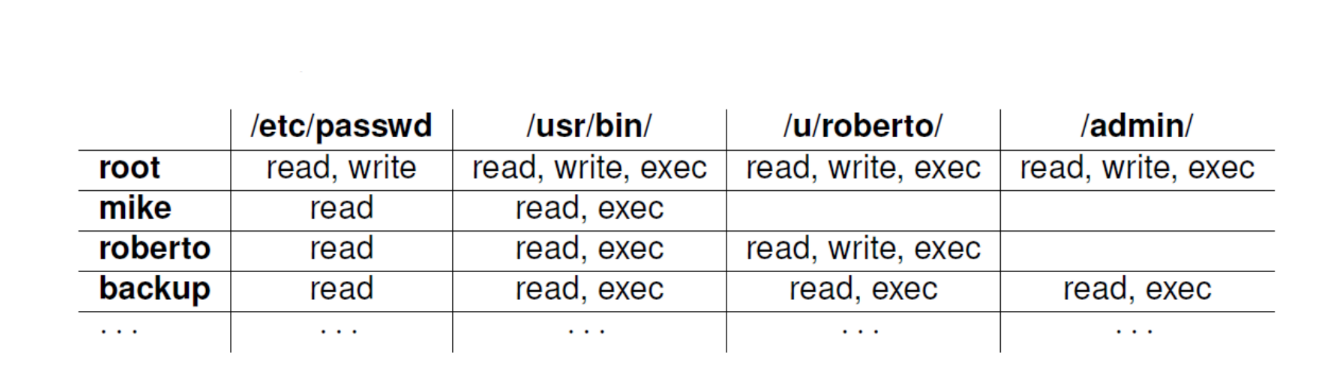 /etc/passwd /usr/bin/ /u/roberto/ /admin/
root read, write read, write, exec read, write, exec read, write, exec
mike read read, exec
roberto read read, exec read, write, exec
backup read read, exec read, exec read, exec
. . . . . . . . . . . . . . .